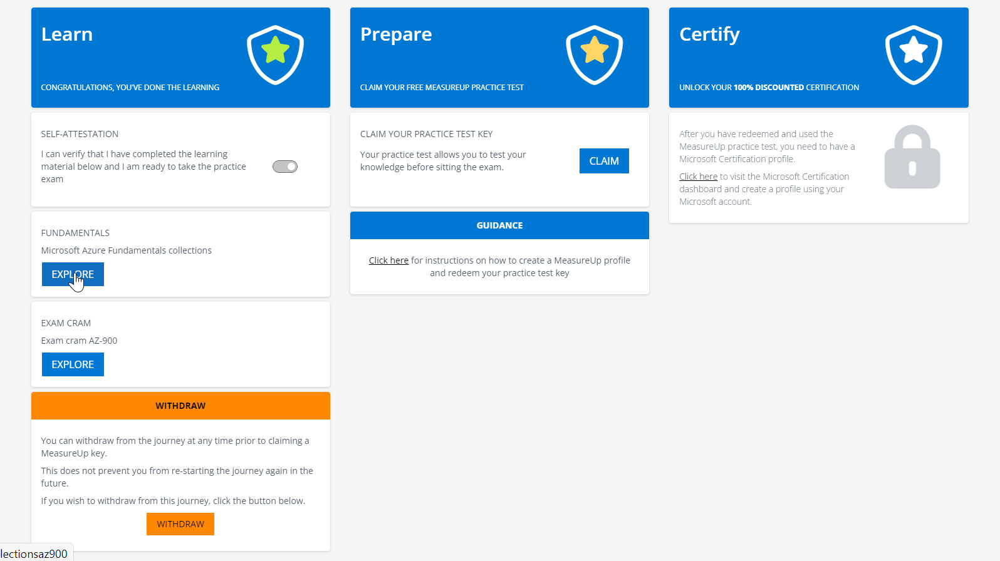 Learn
CONGRATULATIONS, YOU'VE DONE THE LEARNING
SELF-ATTESTATION
I can verify that I have completed the learning
material below and I am ready to take the practice
exam
FUNDAMENTALS
Microsoft Azure Fundamentals collections
EXPLORE
EXAM CRAM
Exam cram AZ-900
EXPLORE
WITHDRAW
You can withdraw from the journey at any time prior to claiming a
MeasureUp key.
This does not prevent you from re-starting the journey again in the
future.
If you wish to withdraw from this journey, click the button below.
WITHDRAW
lectionsaz900
Prepare
CLAIM YOUR FREE MEASUREUP PRACTICE TEST
CLAIM YOUR PRACTICE TEST KEY
Your practice test allows you to test your
knowledge before sitting the exam.
CLAIM
GUIDANCE
Click here for instructions on how to create a MeasureUp profile
and redeem your practice test key
Certify
UNLOCK YOUR 100% DISCOUNTED CERTIFICATION
After you have redeemed and used the
MeasureUp practice test, you need to have a
Microsoft Certification profile.
Click here to visit the Microsoft Certification
dashboard and create a profile using your
Microsoft account.